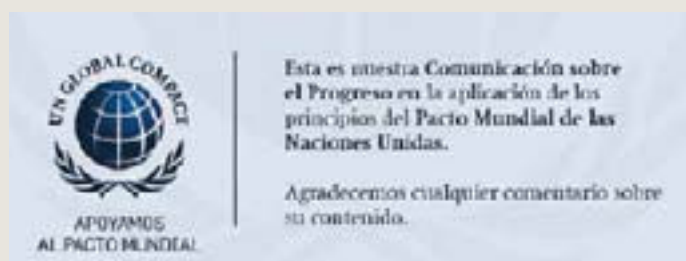 UN GLOBAL COMPACT
APOYAMOS
AL PACTO MUNDIAL
Esta es nuestra Comunicación sobre
el Progreso en la aplicación de los
principios del Pacto Mundial de las
Naciones Unidas.
Agradecemos cualquier comentario sobre
su contenido.